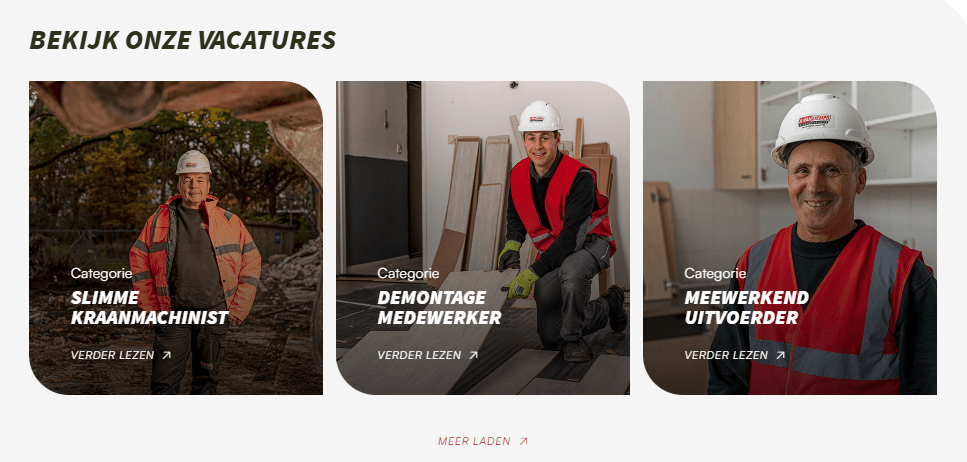 BEKIJK ONZE VACATURES
Categorie
SLIMME
KRAANMACHINIST
VERDER LEZEN
Categorie
DEMONTAGE
MEDEWERKER
VERDER LEZEN
Categorie
MEEWERKEND
UITVOERDER
VERDER LEZEN
MEER LADEN